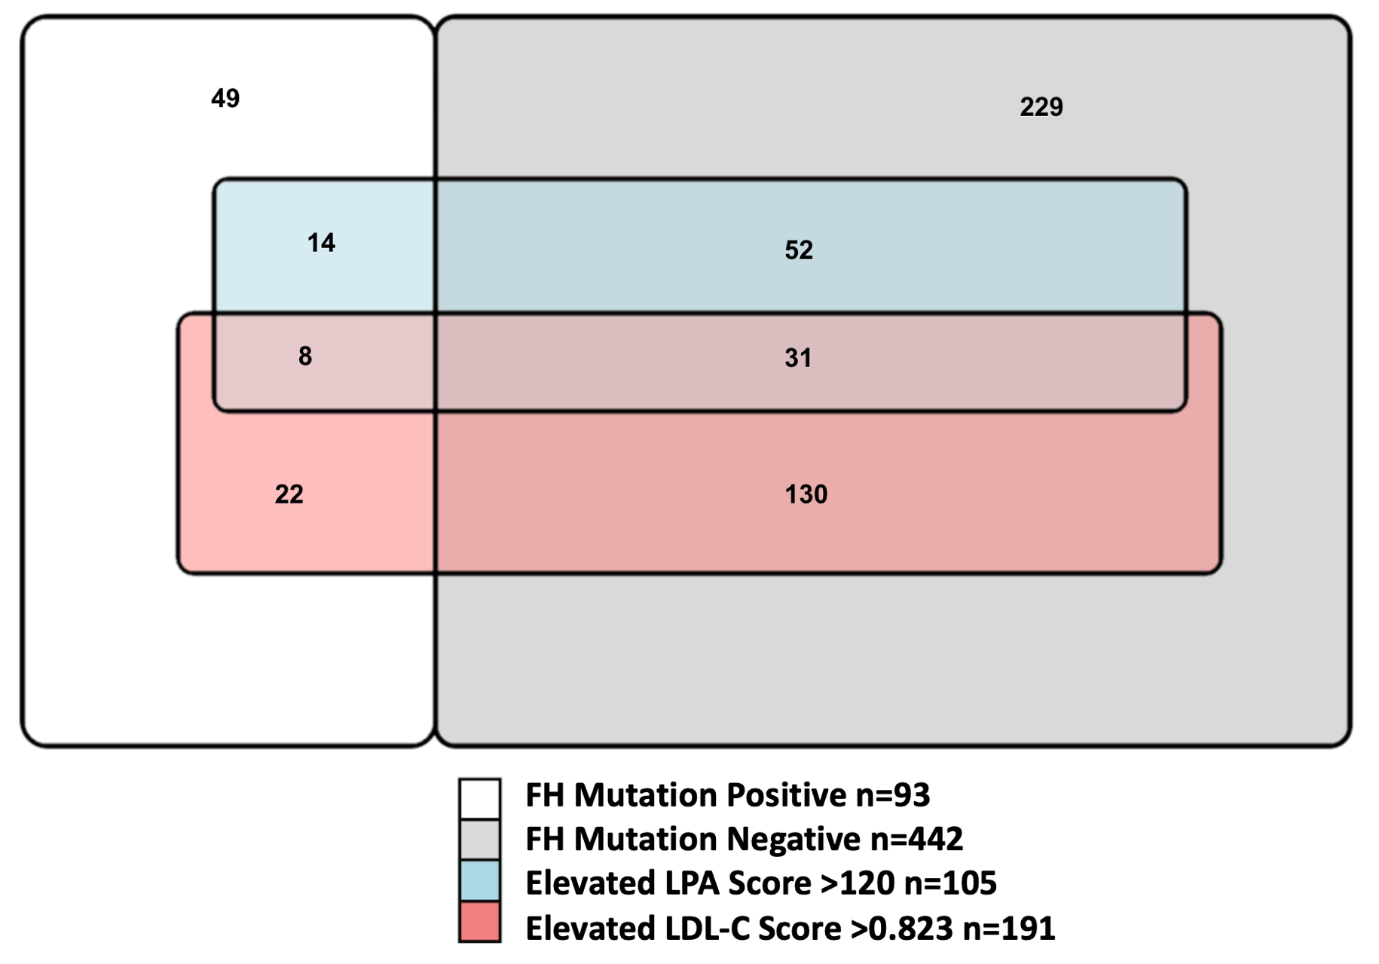 49
229
14
52
8
31
22
130
FH Mutation Positive n=93
FH Mutation Negative n=442
Elevated LPA Score >120 n=105
Elevated LDL-C Score >0.823 n=191